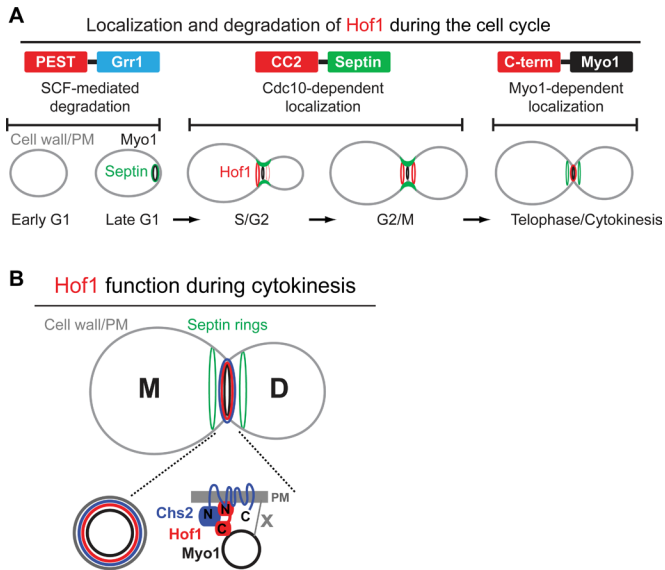 A
Localization and degradation of Hof1 during the cell cycle
PEST Grr1 CC2 Septin C-term Myo1
SCF-mediated degradation
Cdc10-dependent localization
Myo1-dependent localization
Cell wall/PM Myo1
Septin Hof1
Early G1 Late G1 S/G2 G2/M Telophase/Cytokinesis
B
Hof1 function during cytokinesis
Cell wall/PM Septin rings
M D
PM
Chs2 N N C
Hof1 C X
Myo1